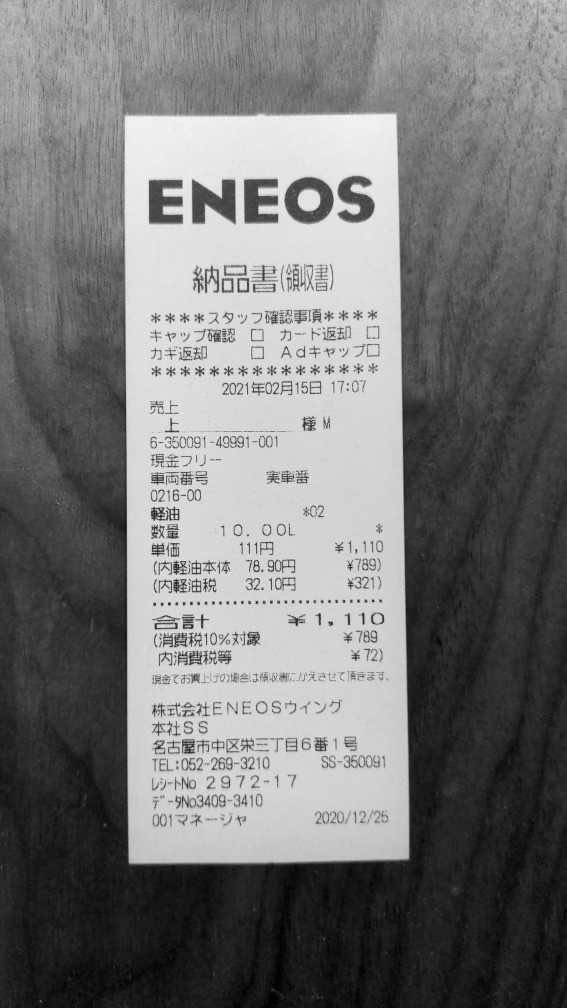 ENEOS
納品書(領収書)
****スタッフ確認事項****
キャップ確認 □ カード返却 □
カギ返却 □ Adキャップ□
****************
2021年02月15日 17:07
売上
上 様 M
6-350091-49991-001
現金フリー
車両番号 実車番
0216-00
軽油 *02
数量 10.00L *
単価 111円 ¥1,110
(内軽油本体 78.90円 ¥789)
(内軽油税 32.10円 ¥321)
合計 ¥1,110
(消費税10%対象 ¥789
内消費税等 ¥72)
現金でお買上げの場合は領収書にかえさせて頂きます。
株式会社ENEOSウイング
本社SS
名古屋市中区栄三丁目6番1号
TEL:052-269-3210 SS-350091
レシートNo 2972-17
データNo3409-3410
001マネージャ 2020/12/25